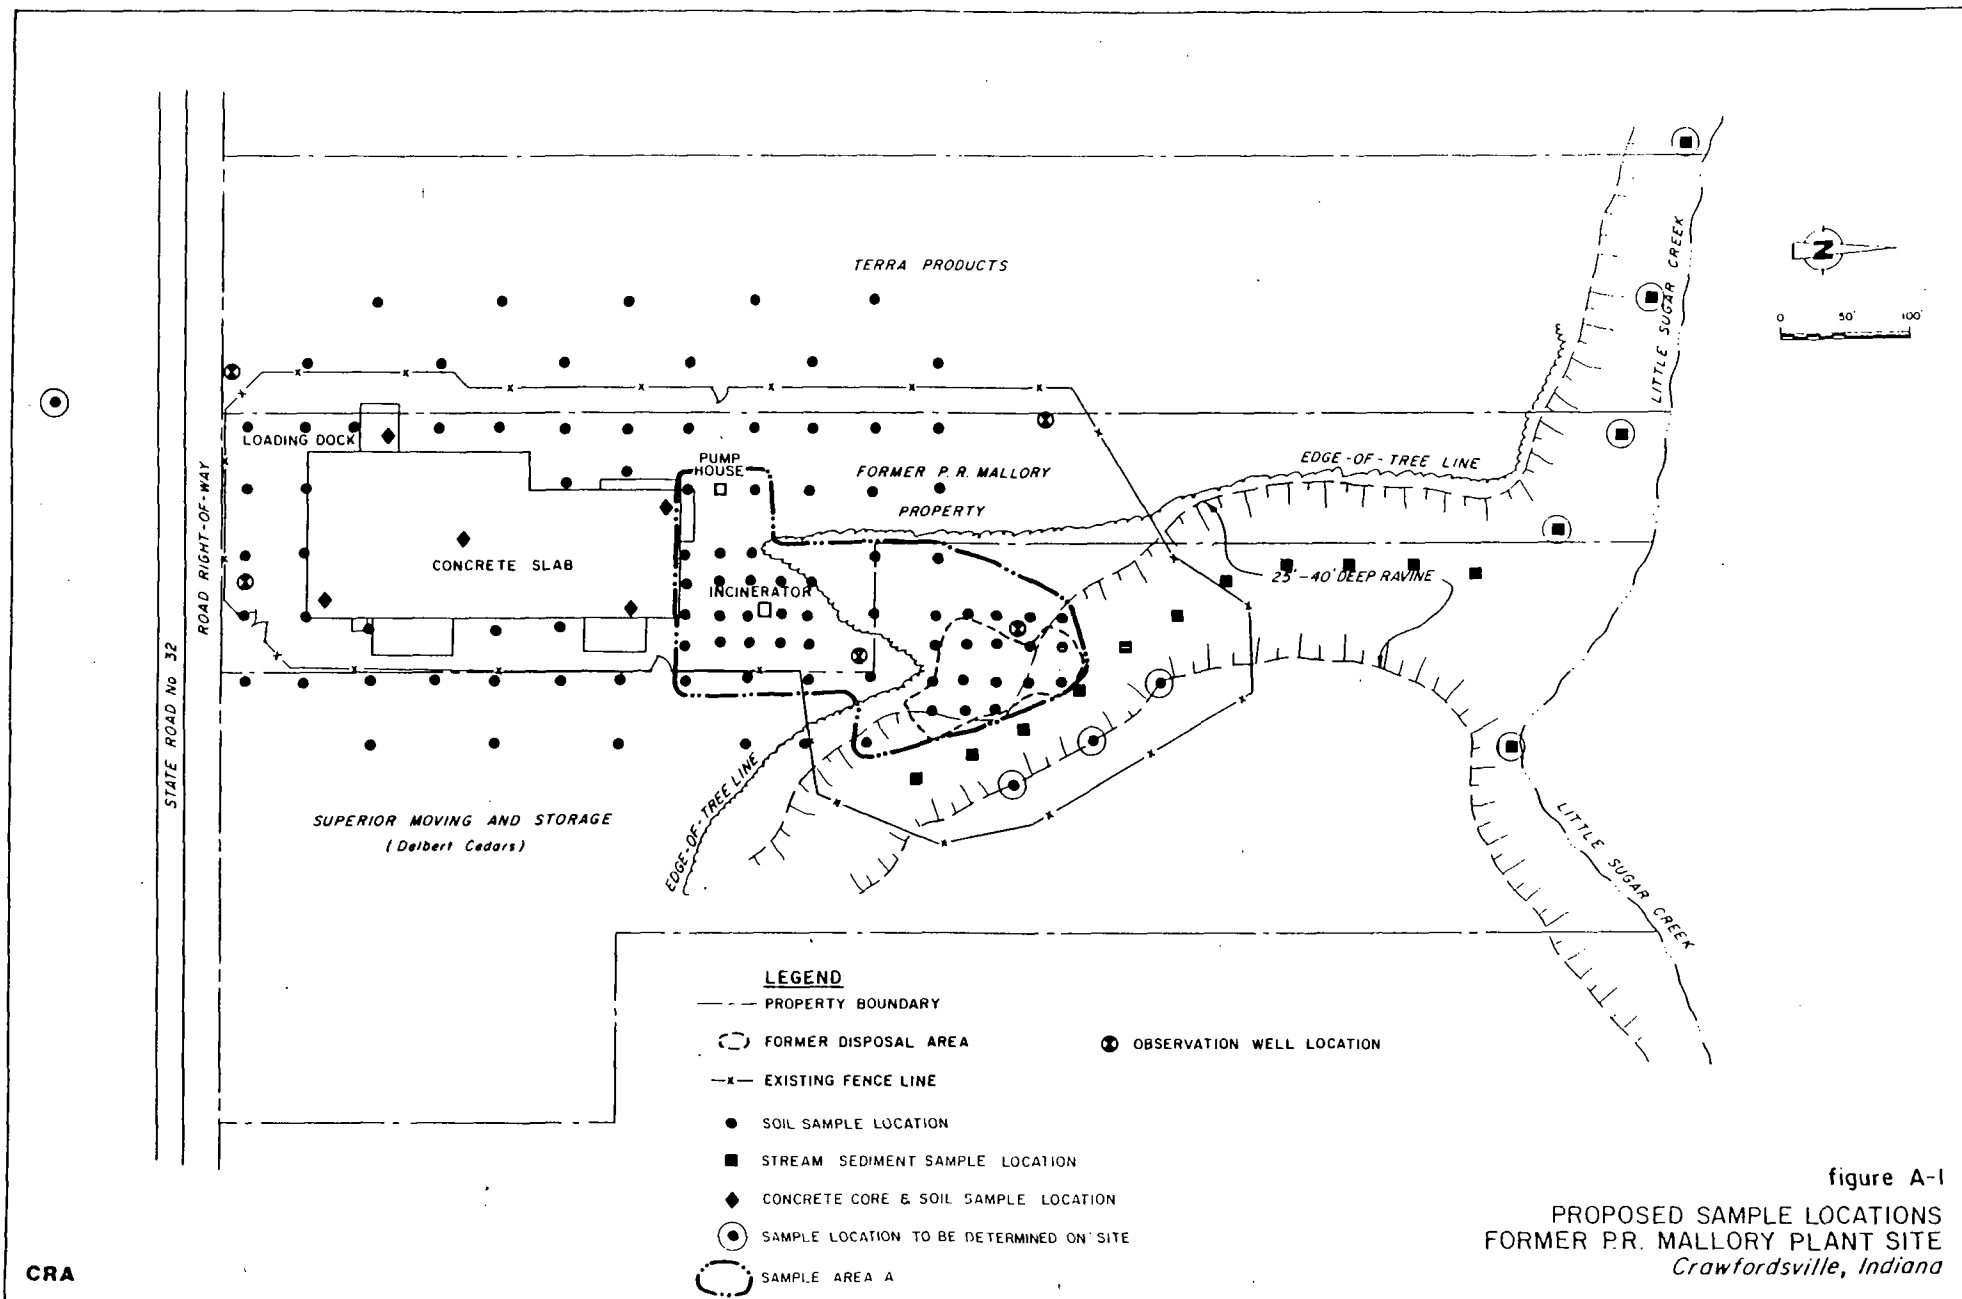 TERRA PRODUCTS
N
0 50' 100'
LITTLE SUGAR CREEK
LOADING DOCK
PUMP
HOUSE
FORMER P. R. MALLORY
PROPERTY
EDGE-OF-TREE LINE
ROAD RIGHT-OF-WAY
STATE ROAD No 32
CONCRETE SLAB
INCINERATOR
25'-40' DEEP RAVINE
SUPERIOR MOVING AND STORAGE
(Delbert Cedars)
EDGE-OF-TREE LINE
LITTLE SUGAR CREEK
LEGEND
PROPERTY BOUNDARY
FORMER DISPOSAL AREA
OBSERVATION WELL LOCATION
EXISTING FENCE LINE
SOIL SAMPLE LOCATION
STREAM SEDIMENT SAMPLE LOCATION
CONCRETE CORE & SOIL SAMPLE LOCATION
SAMPLE LOCATION TO BE DETERMINED ON SITE
SAMPLE AREA A
figure A-1
PROPOSED SAMPLE LOCATIONS
FORMER P.R. MALLORY PLANT SITE
Crawfordsville, Indiana
CRA